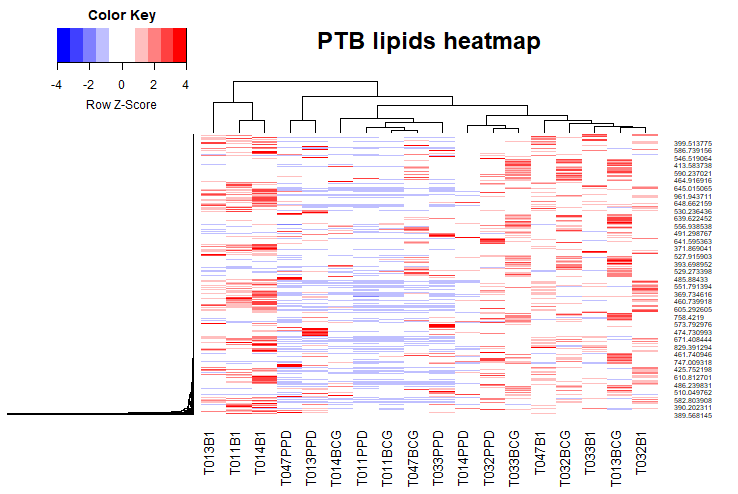 Color Key
-4 -2 0 2 4
Row Z-Score
PTB lipids heatmap
399.513775
586.739156
546.519064
413.583738
590.237021
464.916916
645.015065
961.943711
648.662159
530.236436
639.622452
556.938538
491.298767
641.595363
371.869041
527.915903
393.698952
529.273398
485.88433
551.791394
369.734616
460.739918
605.292605
758.4219
573.792976
474.730993
671.408444
829.391294
461.740946
747.009318
425.752198
610.812701
486.239831
510.049762
582.803908
390.202311
389.568145
T013B1
T011B1
T014B1
T047PPD
T013PPD
T014BCG
T011PPD
T011BCG
T047BCG
T033PPD
T014PPD
T032PPD
T033BCG
T047B1
T032BCG
T033B1
T013BCG
T032B1